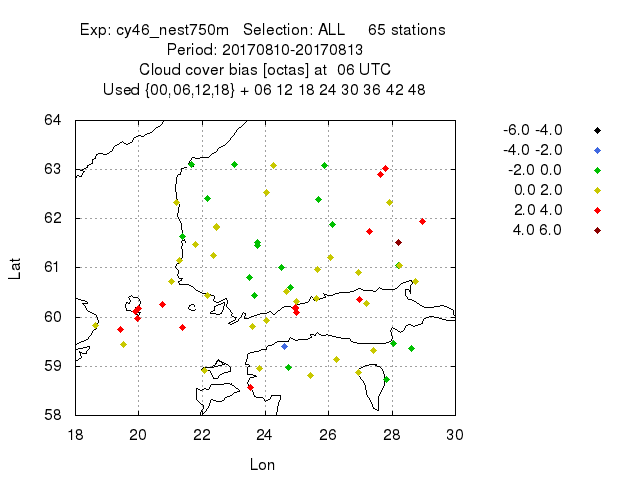 Exp: cy46_nest750m   Selection: ALL     65 stations
Period: 20170810-20170813
Cloud cover bias [octas] at  06 UTC
Used {00,06,12,18} + 06 12 18 24 30 36 42 48
64
63
62
61
60
59
58
Lat
18 20 22 24 26 28 30
Lon
-6.0 -4.0
-4.0 -2.0
-2.0 0.0
0.0 2.0
2.0 4.0
4.0 6.0